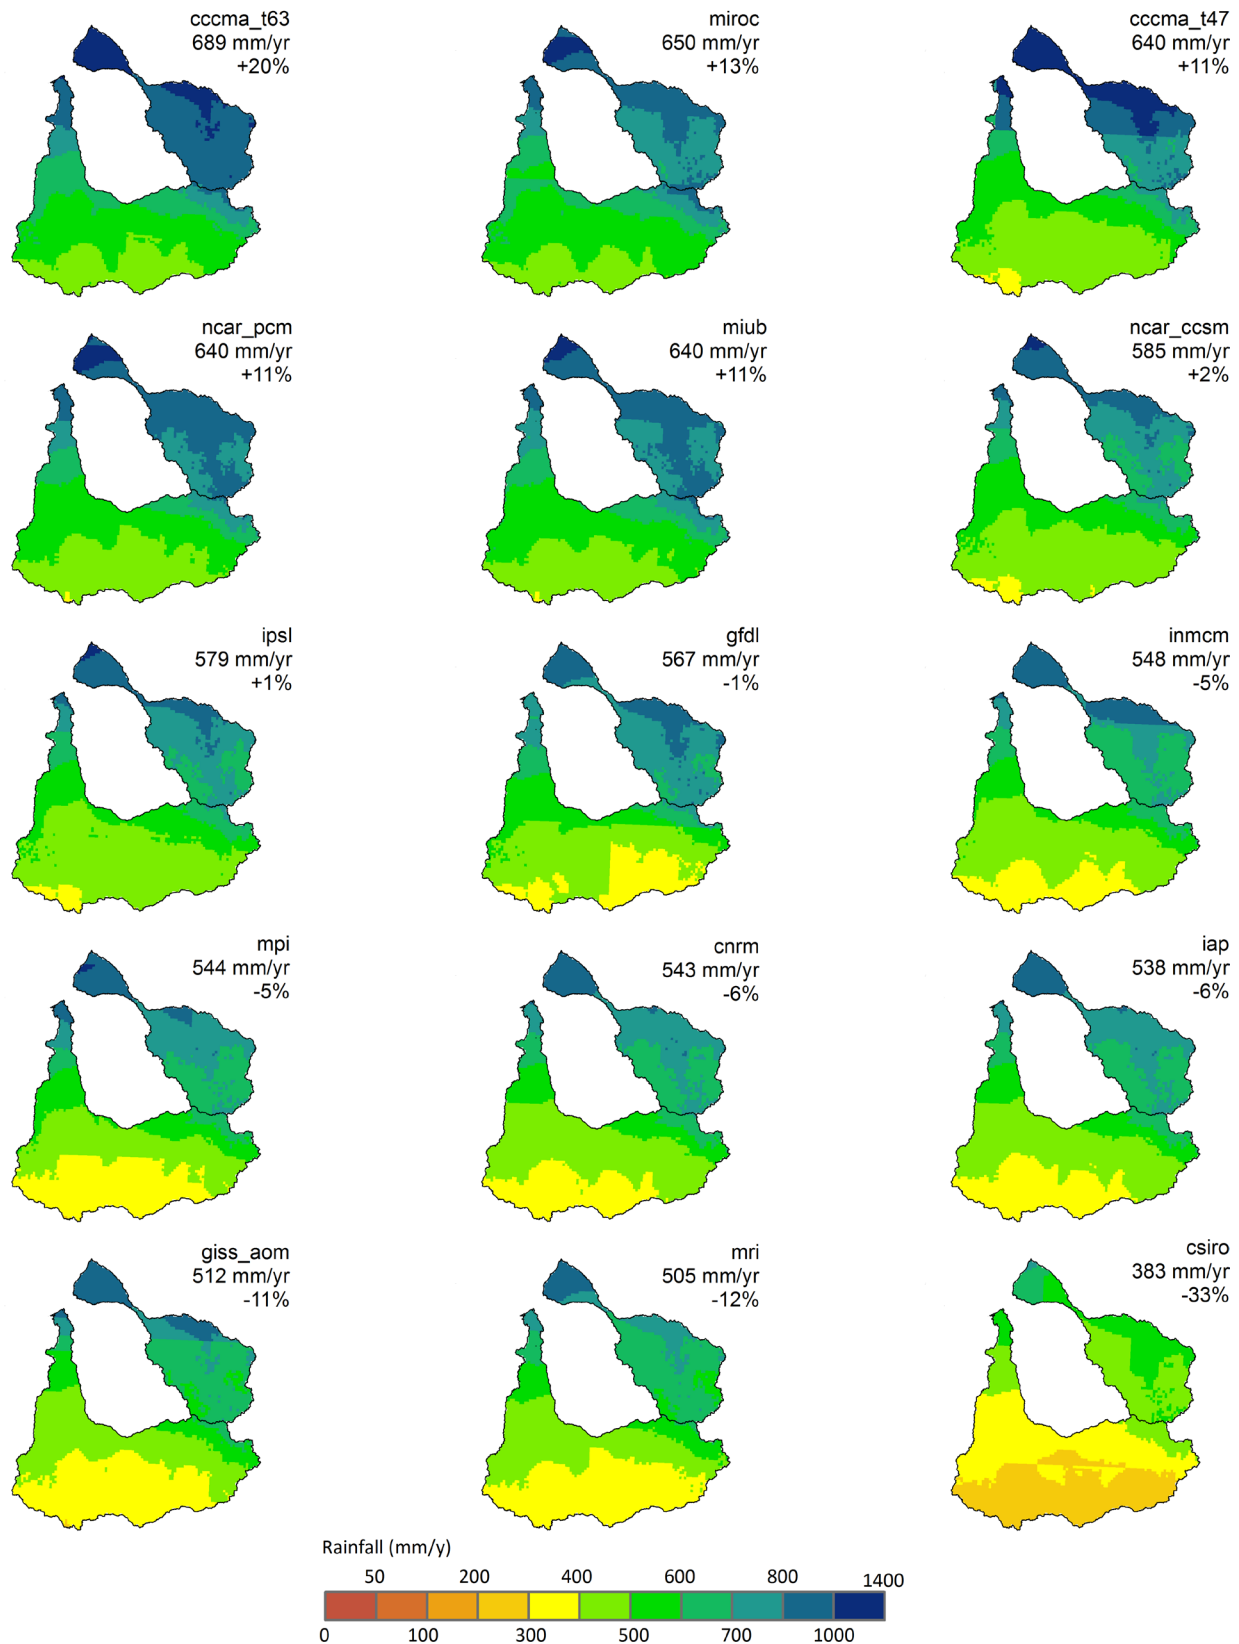 cccma_t63
689 mm/yr
+20%
miroc
650 mm/yr
+13%
cccma_t47
640 mm/yr
+11%
ncar_pcm
640 mm/yr
+11%
miub
640 mm/yr
+11%
ncar_ccsm
585 mm/yr
+2%
ipsl
579 mm/yr
+1%
gfdl
567 mm/yr
-1%
inmcm
548 mm/yr
-5%
mpi
544 mm/yr
-5%
cnrm
543 mm/yr
-6%
iap
538 mm/yr
-6%
giss_aom
512 mm/yr
-11%
mri
505 mm/yr
-12%
csiro
383 mm/yr
-33%
Rainfall (mm/y)
50 200 400 600 800 1400
0 100 300 500 700 1000